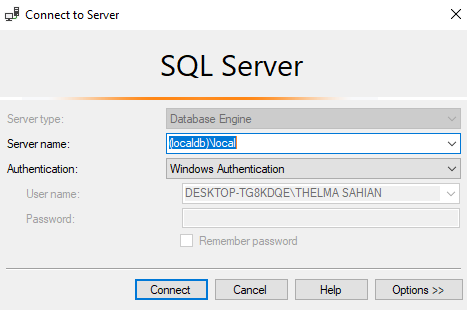 Connect to Server
SQL Server
Server type: Database Engine
Server name: (localdb)\local
Authentication: Windows Authentication
User name: DESKTOP-TG8KDQE\THELMA SAHIAN
Password:
Remember password
Connect Cancel Help Options >>